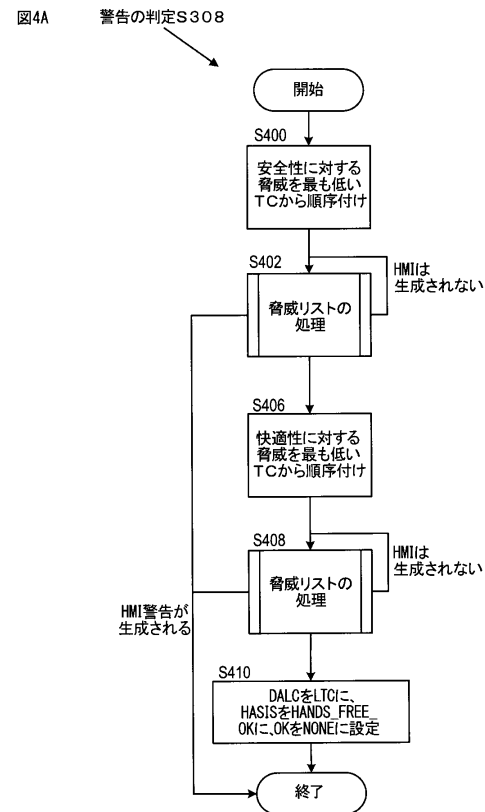 図4A
警告の判定S308
開始
S400
安全性に対する
脅威を最も低い
TCから順序付け
S402
HMIは
生成されない
脅威リストの
処理
S406
快適性に対する
脅威を最も低い
TCから順序付け
S408
HMIは
生成されない
脅威リストの
処理
HMI警告が
生成される
S410
DALCをLTCに、
HASISをHANDS_FREE_
OKに、OKをNONEに設定
終了